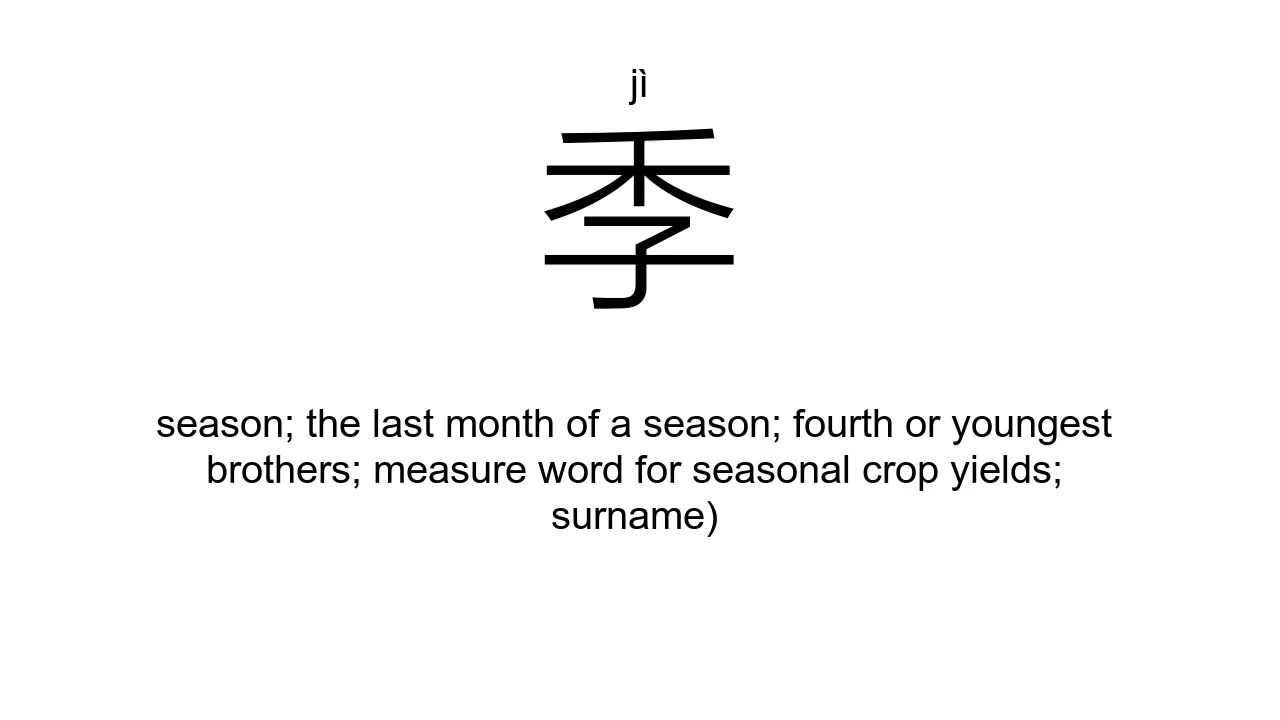 jì
季
season; the last month of a season; fourth or youngest
brothers; measure word for seasonal crop yields;
surname)